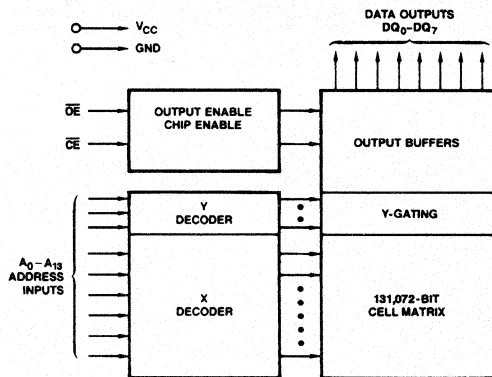 DATA OUTPUTS
DQ0–DQ7
VCC
GND
OE
CE
OUTPUT ENABLE
CHIP ENABLE
OUTPUT BUFFERS
Y
DECODER
Y-GATING
A0–A13
ADDRESS
INPUTS
X
DECODER
131,072-BIT
CELL MATRIX